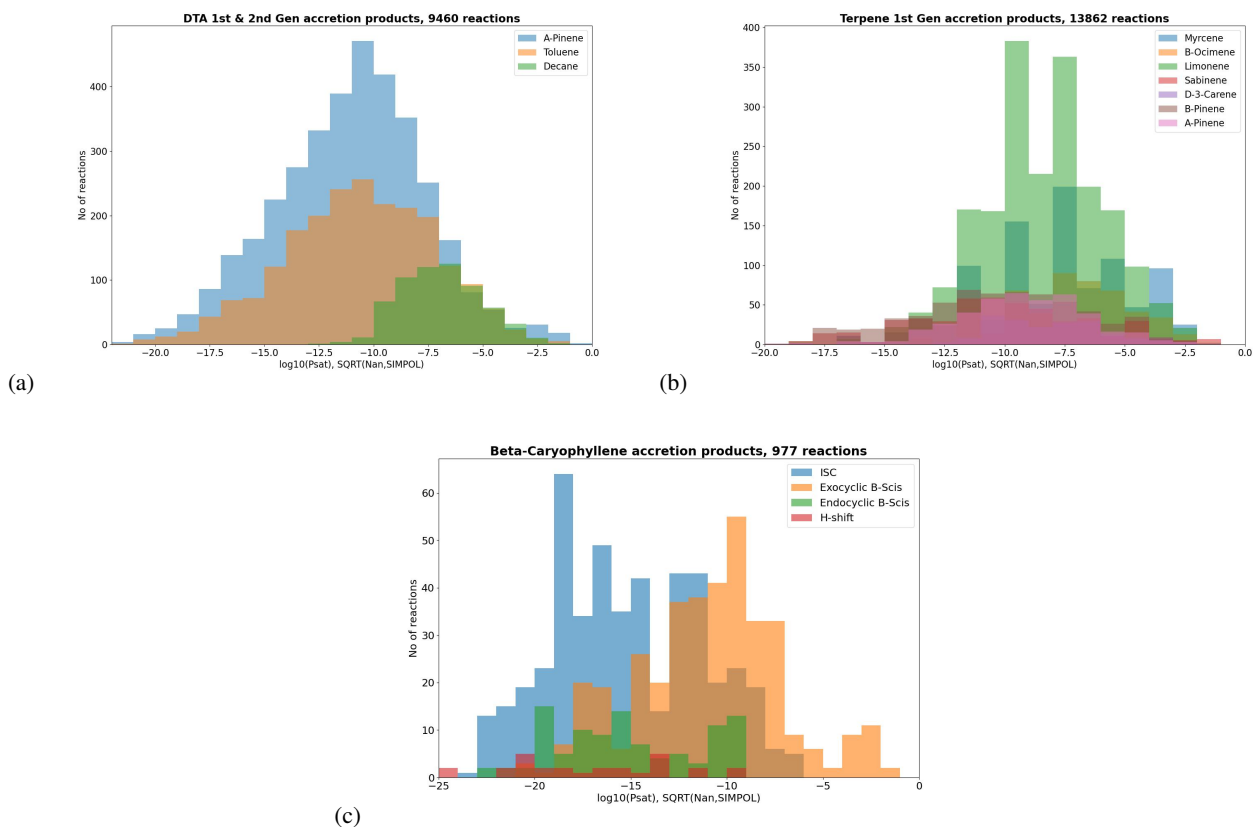 DTA 1st & 2nd Gen accretion products, 9460 reactions
A-Pinene
Toluene
Decane
No of reactions
400
300
200
100
0
−20.0 −17.5 −15.0 −12.5 −10.0 −7.5 −5.0 −2.5 0.0
log10(Psat), SQRT(Nan,SIMPOL)
(a)
Terpene 1st Gen accretion products, 13862 reactions
Myrcene
B-Ocimene
Limonene
Sabinene
D-3-Carene
B-Pinene
A-Pinene
No of reactions
400
350
300
250
200
150
100
50
0
−20.0 −17.5 −15.0 −12.5 −10.0 −7.5 −5.0 −2.5 0.0
log10(Psat), SQRT(Nan,SIMPOL)
(b)
Beta-Caryophyllene accretion products, 977 reactions
ISC
Exocyclic B-Scis
Endocyclic B-Scis
H-shift
No of reactions
60
50
40
30
20
10
0
−25 −20 −15 −10 −5 0
log10(Psat), SQRT(Nan,SIMPOL)
(c)